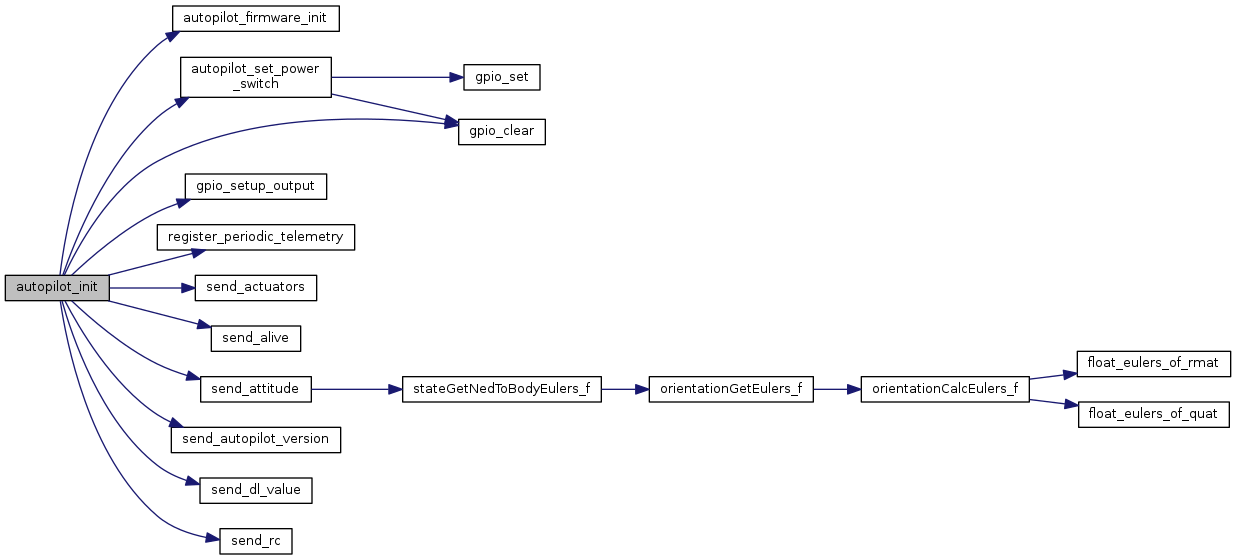 autopilot_firmware_init
autopilot_set_power
_switch
gpio_set
gpio_clear
gpio_setup_output
register_periodic_telemetry
autopilot_init
send_actuators
send_alive
float_eulers_of_rmat
send_attitude
stateGetNedToBodyEulers_f
orientationGetEulers_f
orientationCalcEulers_f
float_eulers_of_quat
send_autopilot_version
send_dl_value
send_rc